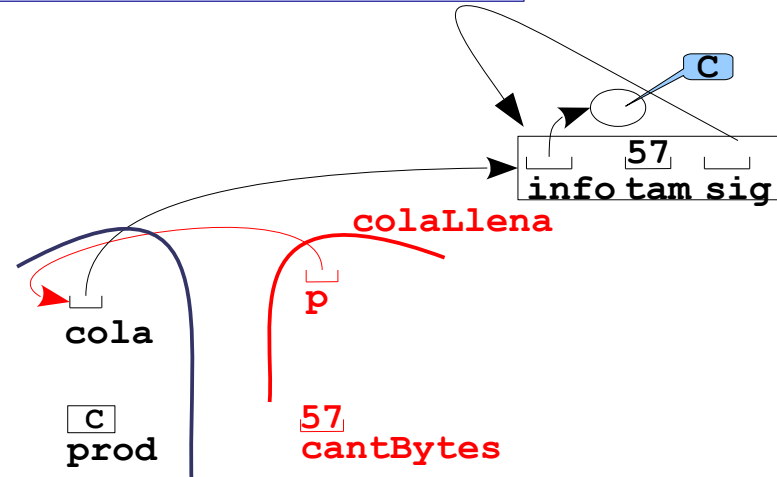 C
57
info tam sig
colaLlena
p
cola
C
57
prod
cantBytes